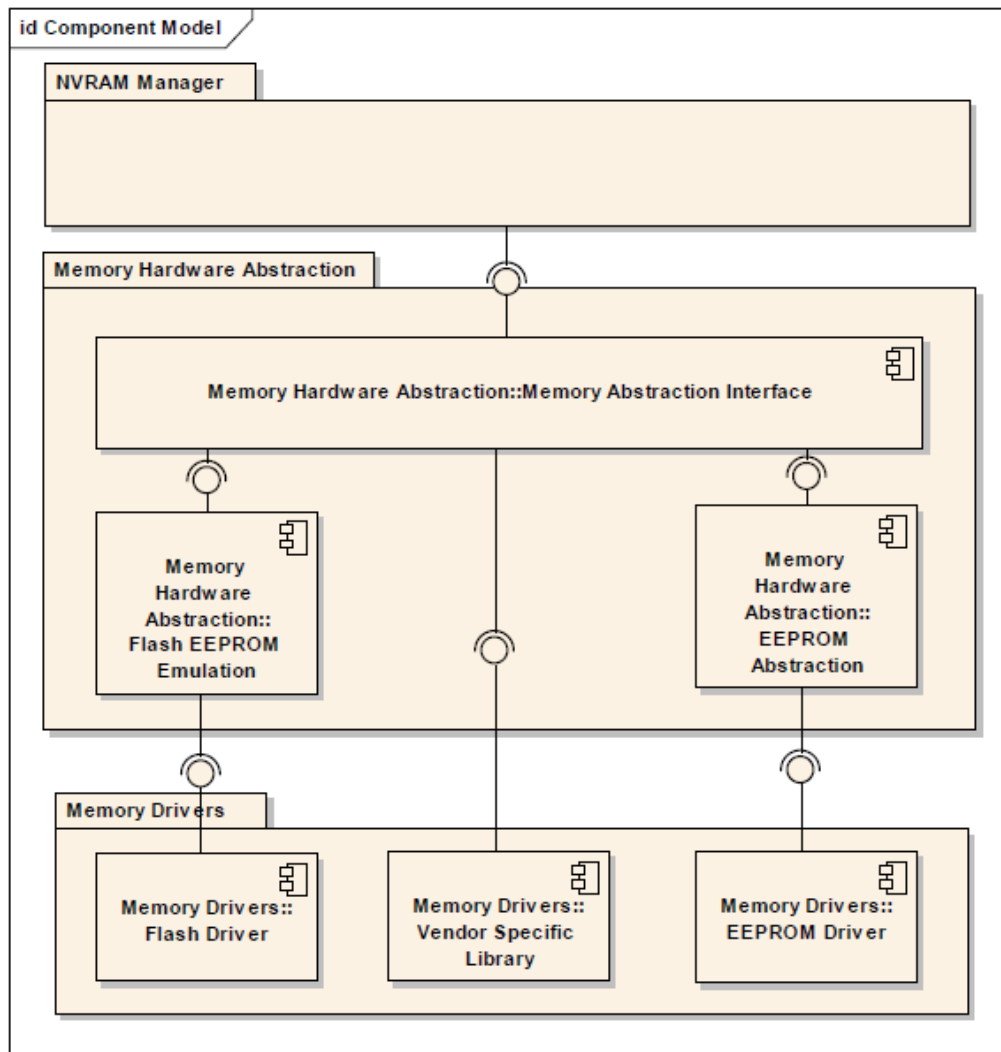 id Component Model
NVRAM Manager
Memory Hardware Abstraction
Memory Hardware Abstraction::Memory Abstraction Interface
Memory
Hardware
Abstraction::
Flash EEPROM
Emulation
Memory
Hardware
Abstraction::
EEPROM
Abstraction
Memory Drivers
Memory Drivers::
Flash Driver
Memory Drivers::
Vendor Specific
Library
Memory Drivers::
EEPROM Driver